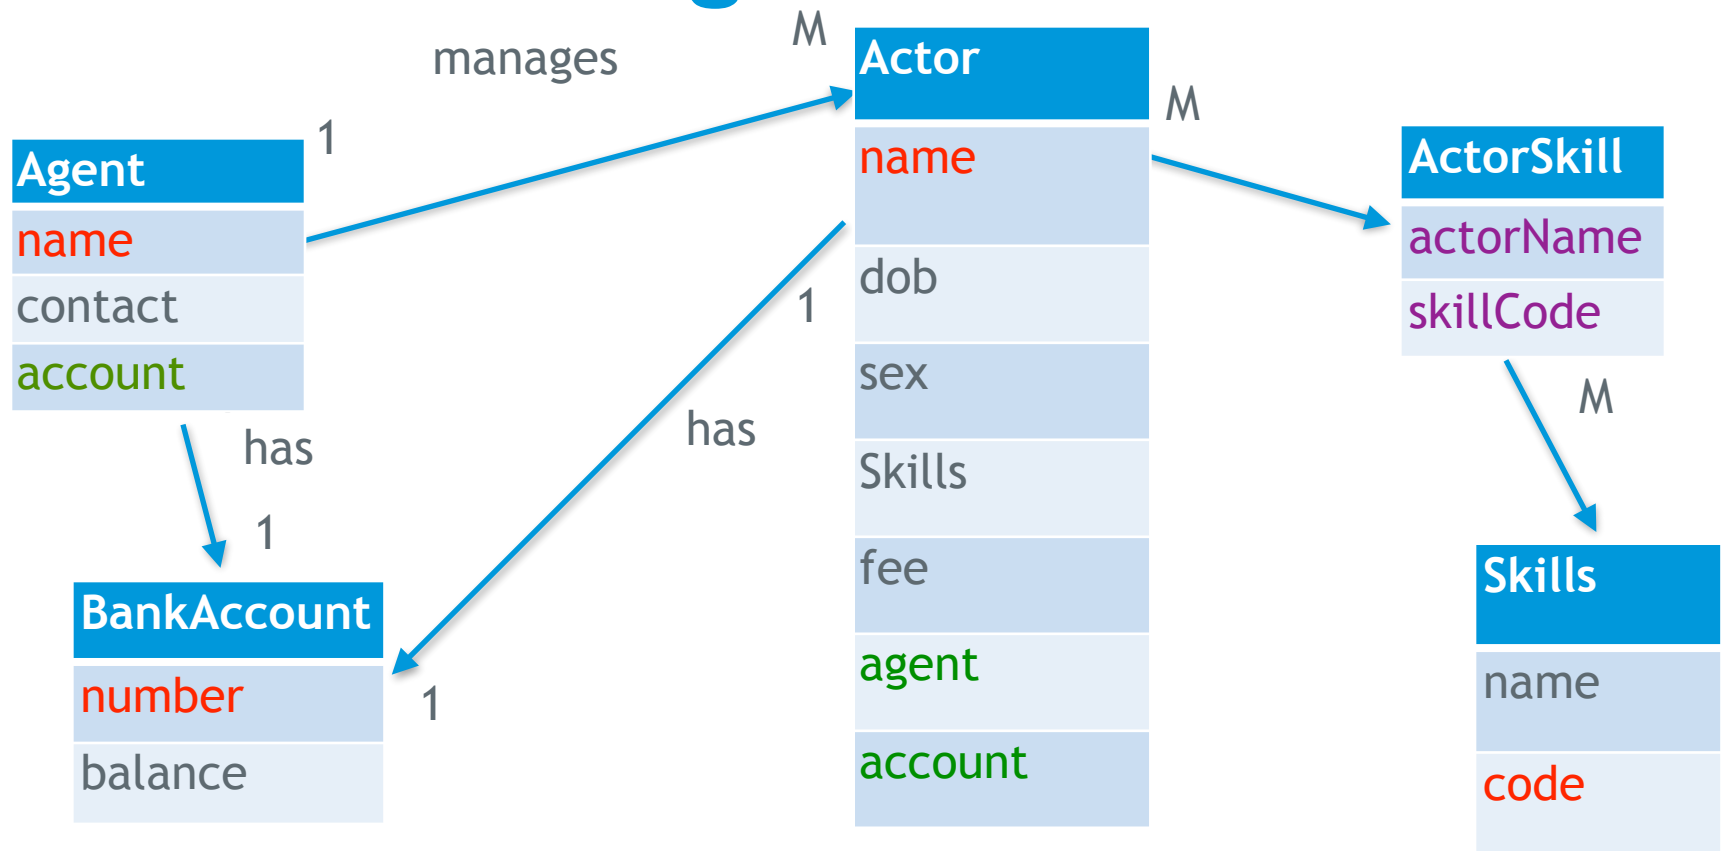 manages
M
1
Agent
name
contact
account
has
1
BankAccount
number
balance
Actor
name
dob
sex
Skills
fee
agent
account
1
has
1
M
ActorSkill
actorName
skillCode
M
Skills
name
code